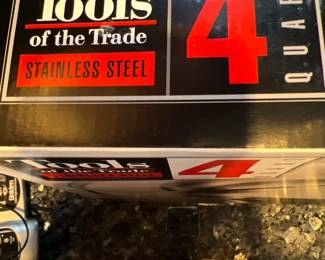 Tools
of the Trade
STAINLESS STEEL
4
QUAR
Tools
of the Trade
4